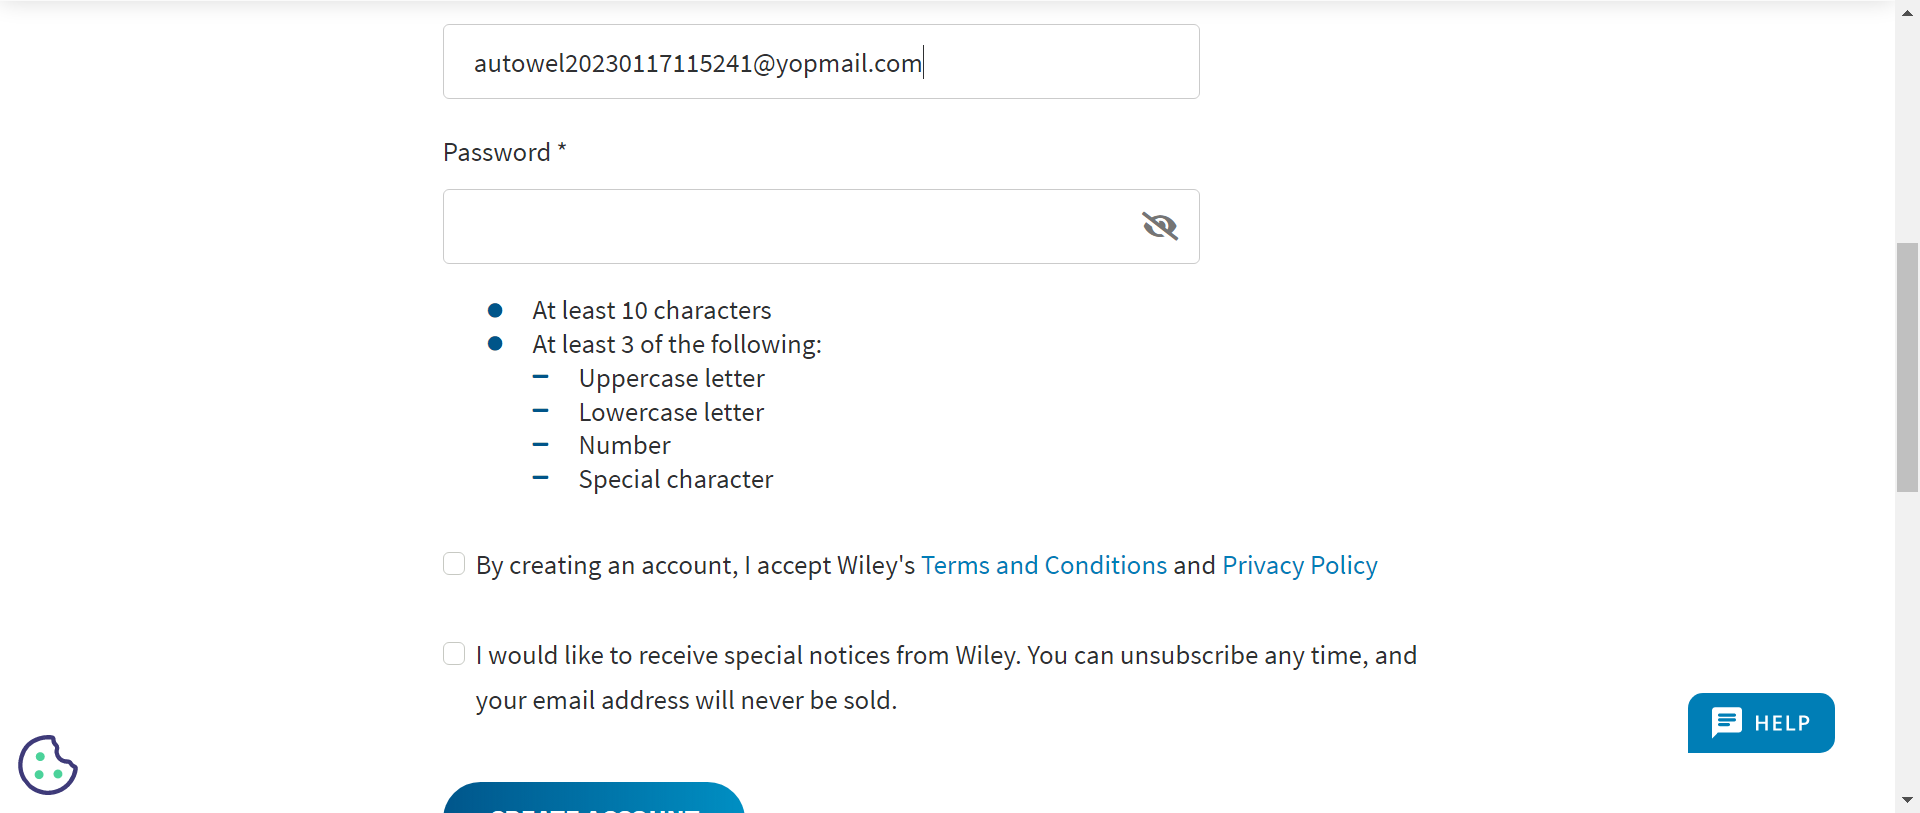 autowel20230117115241@yopmail.com
Password *
At least 10 characters
At least 3 of the following:
Uppercase letter
Lowercase letter
Number
Special character
By creating an account, I accept Wiley's Terms and Conditions and Privacy Policy
I would like to receive special notices from Wiley. You can unsubscribe any time, and
your email address will never be sold.
HELP
CREATE ACCOUNT